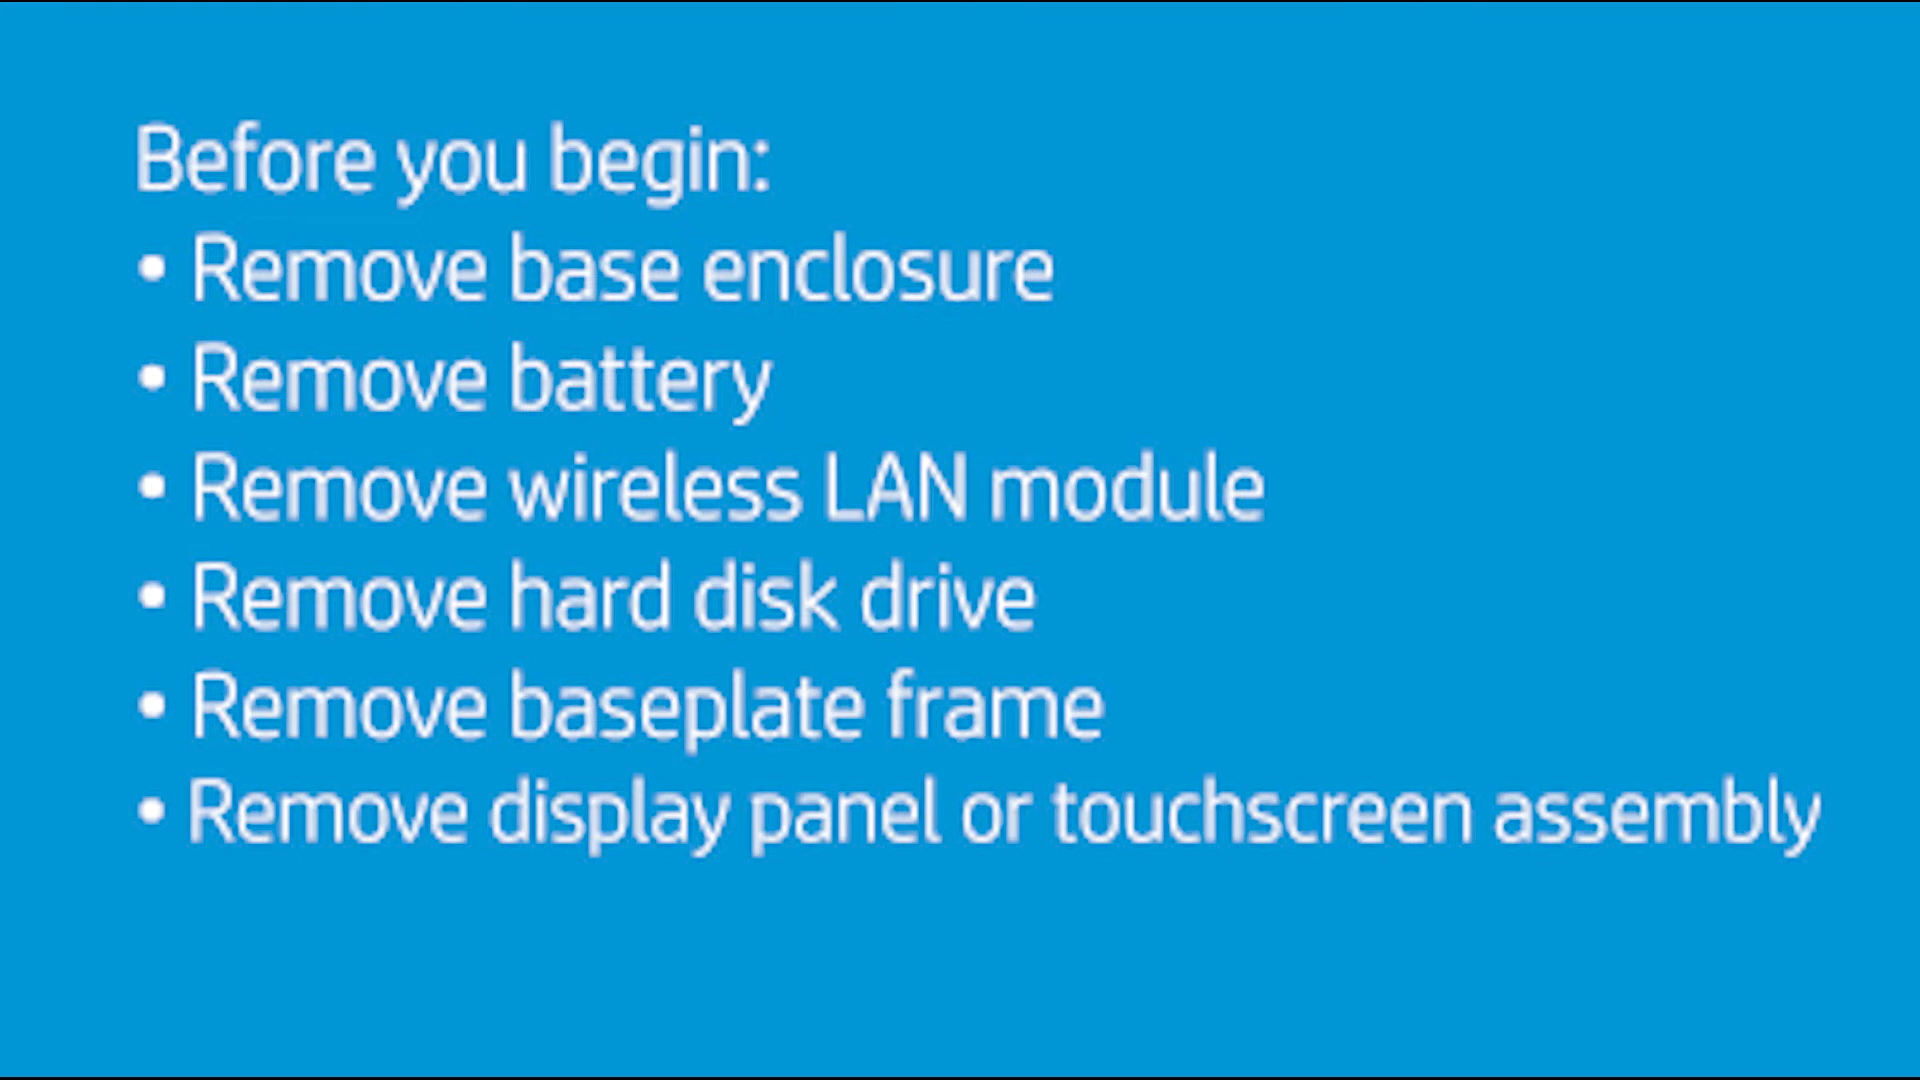 Before you begin:
• Remove base enclosure
• Remove battery
• Remove wireless LAN module
• Remove hard disk drive
• Remove baseplate frame
• Remove display panel or touchscreen assembly